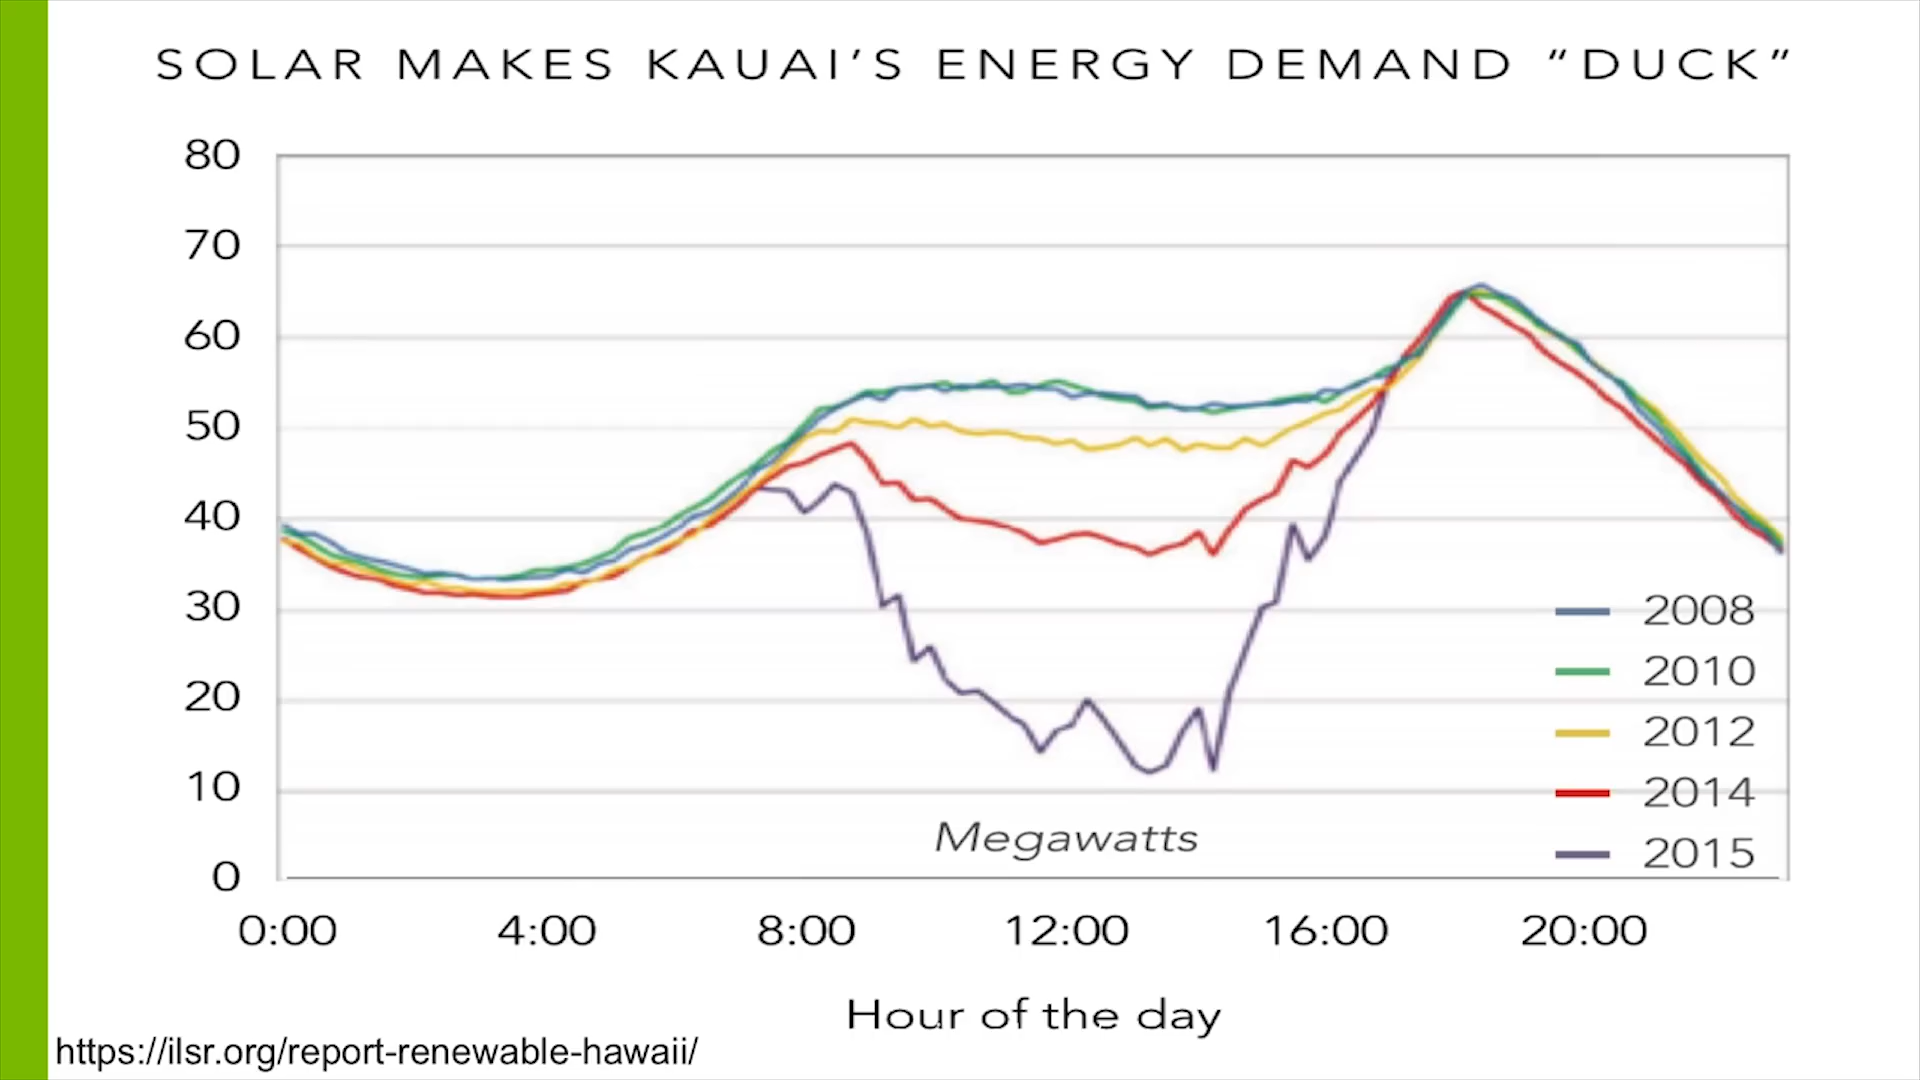 SOLAR MAKES KAUAI’S ENERGY DEMAND “DUCK”
80
70
60
50
40
30
20
10
0
2008
2010
2012
2014
2015
Megawatts
0:00 4:00 8:00 12:00 16:00 20:00
Hour of the day
https://ilsr.org/report-renewable-hawaii/